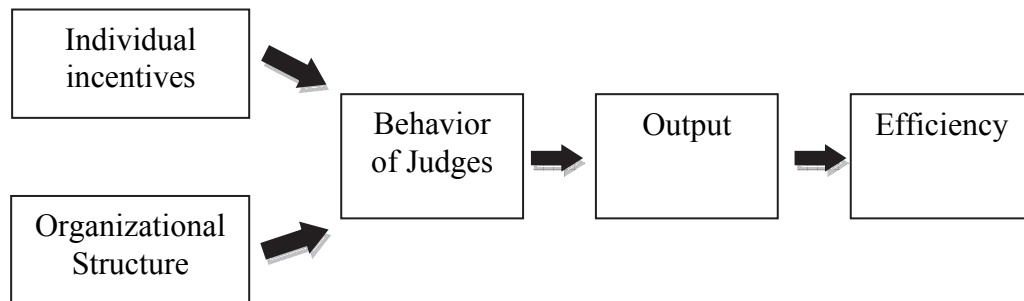 Individual
incentives
Organizational
Structure
Behavior
of Judges
Output
Efficiency